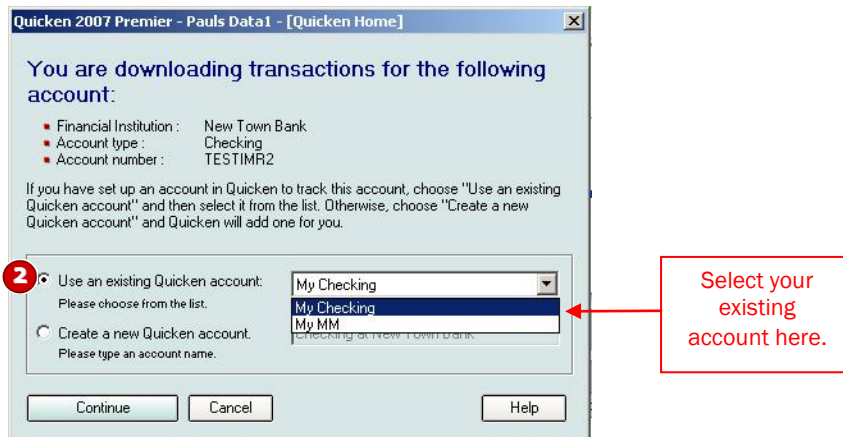 Quicken 2007 Premier - Pauls Data1 - [Quicken Home]
You are downloading transactions for the following
account:
Financial Institution : New Town Bank
Account type : Checking
Account number : TESTIMR2
If you have set up an account in Quicken to track this account, choose "Use an existing
Quicken account" and then select it from the list. Otherwise, choose "Create a new
Quicken account" and Quicken will add one for you.
2 Use an existing Quicken account: My Checking
Please choose from the list.
My Checking
My MM
Create a new Quicken account. Checking at New Town Bank
Please type an account name.
Continue Cancel Help
Select your
existing
account here.